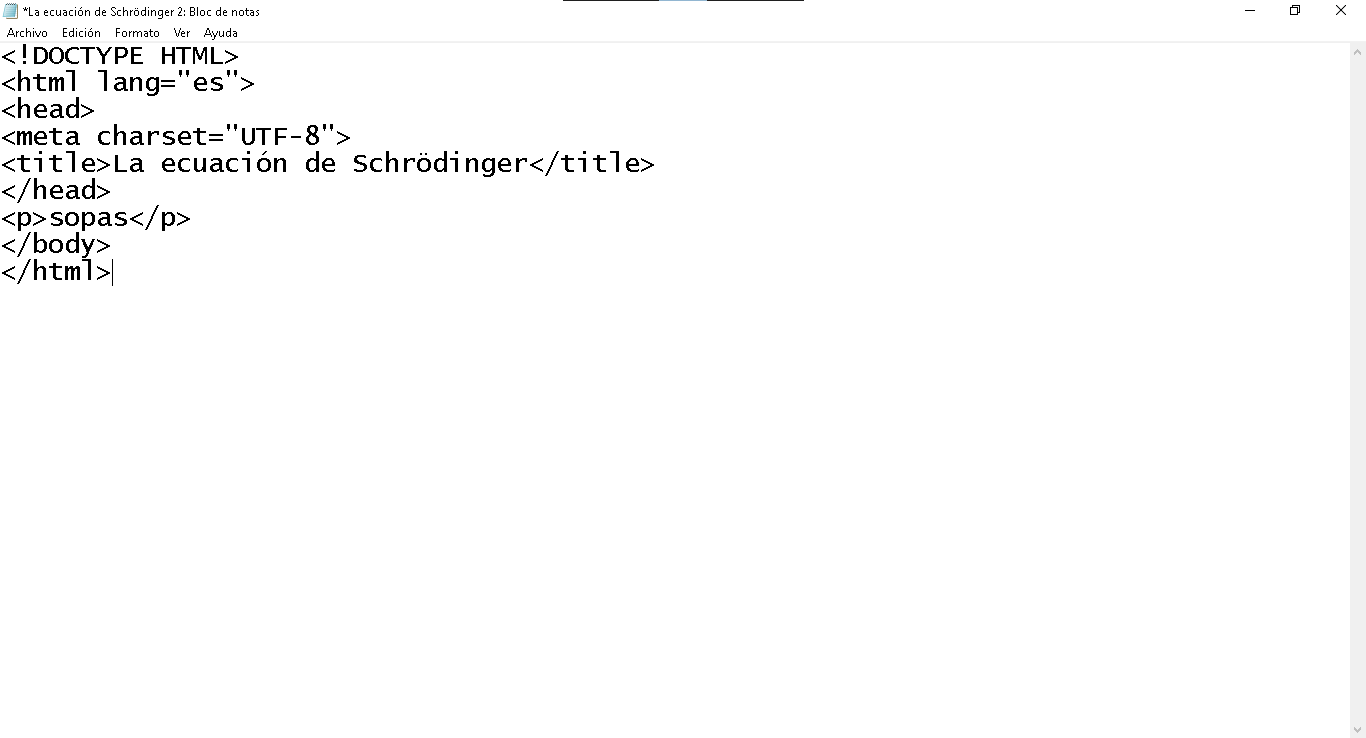 *La ecuación de Schrödinger 2: Bloc de notas
Archivo Edición Formato Ver Ayuda
<!DOCTYPE HTML>
<html lang="es">
<head>
<meta charset="UTF-8">
<title>La ecuación de Schrödinger</title>
</head>
<p>sopas</p>
</body>
</html>